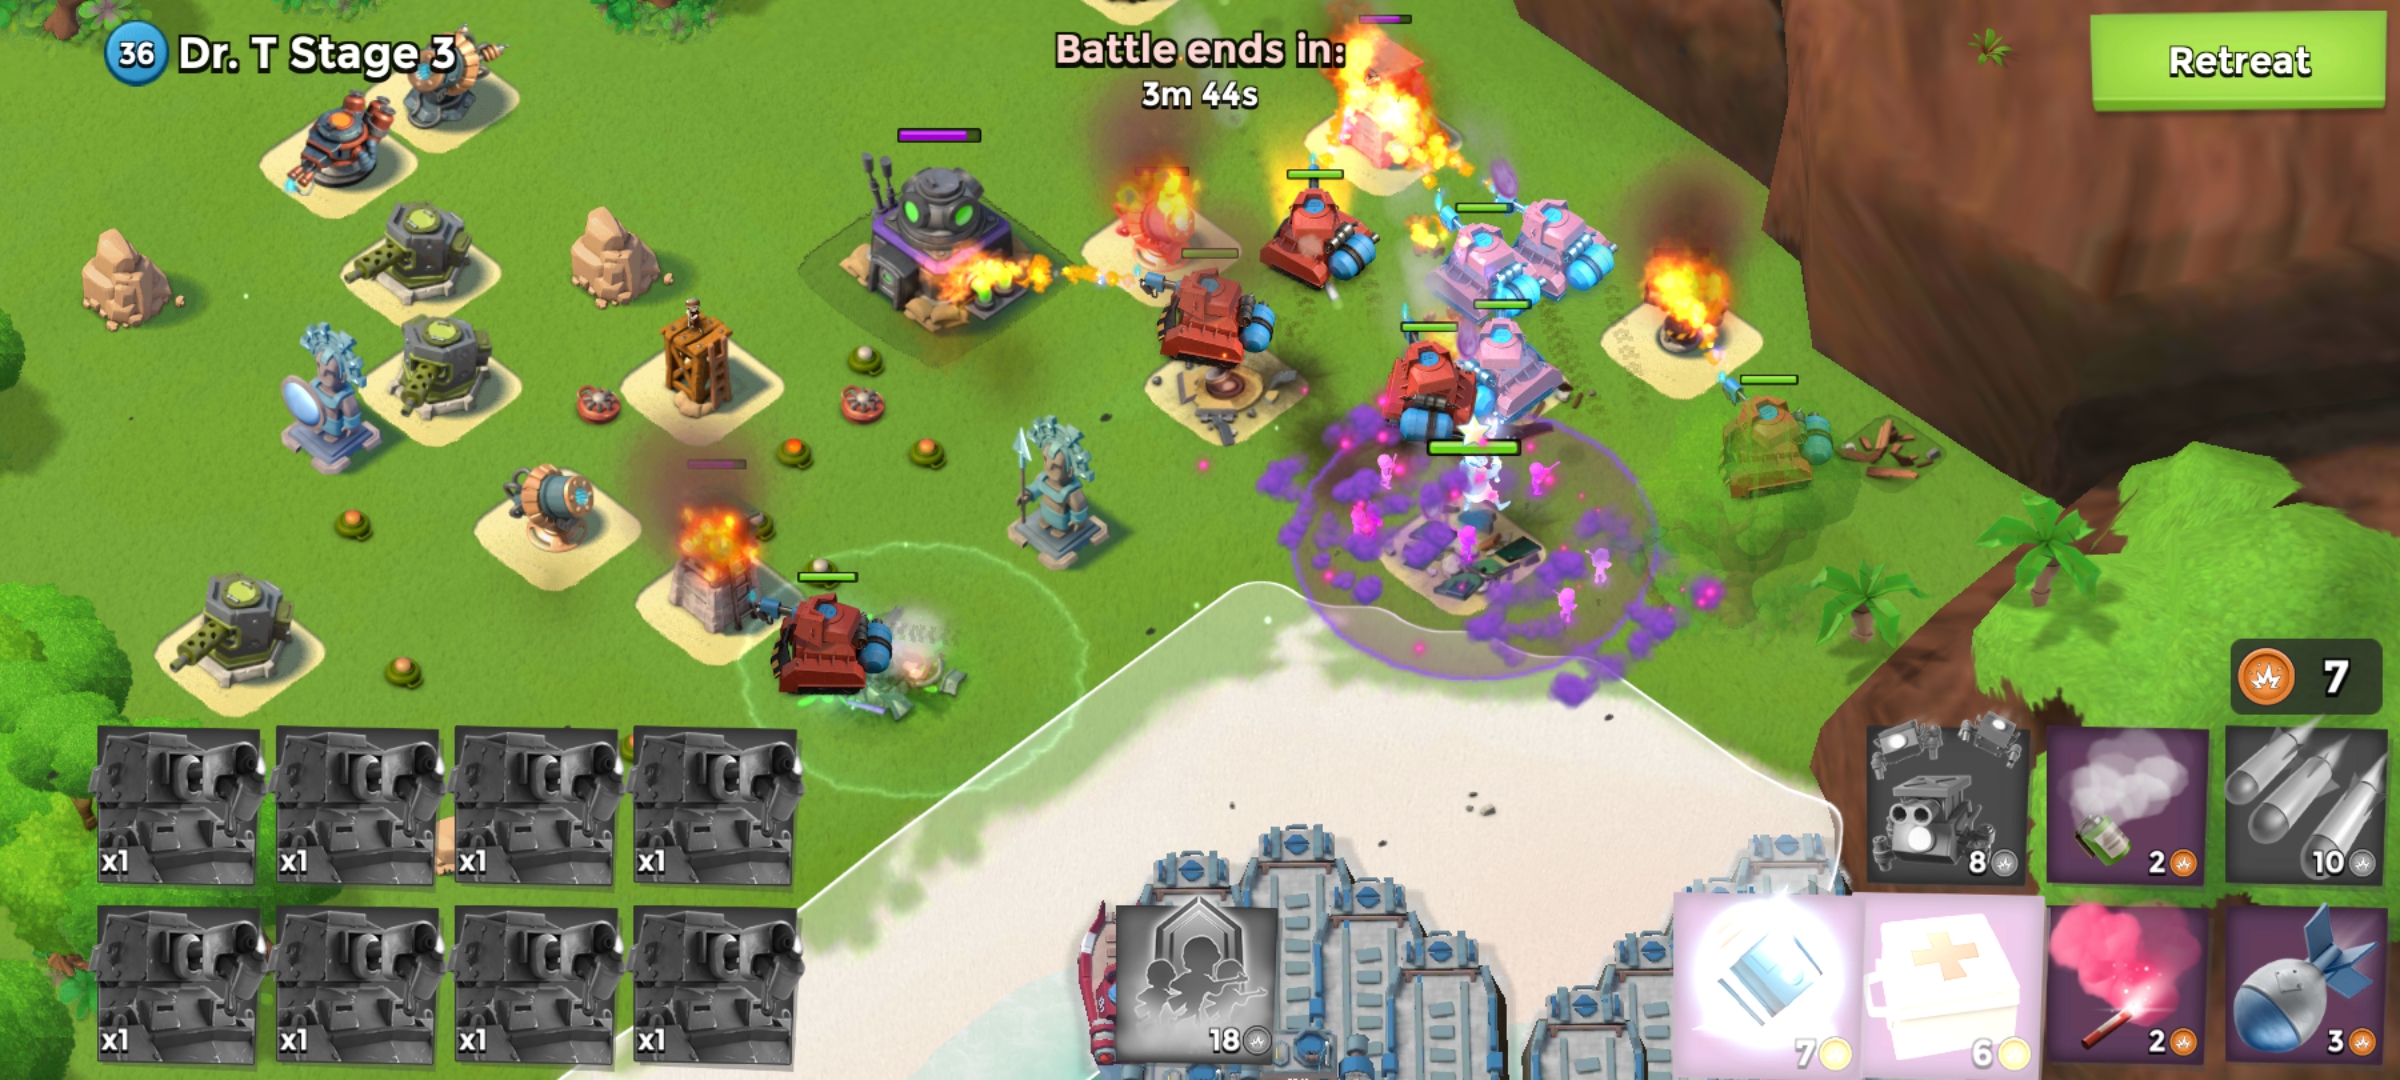 36 Dr. T Stage 3
Battle ends in:
3m 44s
Retreat
7
x1 x1 x1 x1
8 2 10
x1 x1 x1 x1
18 7 6 2 3